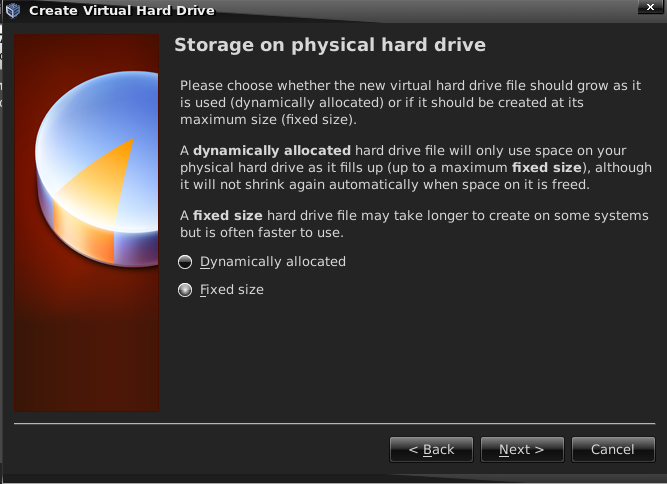 Create Virtual Hard Drive
Storage on physical hard drive
Please choose whether the new virtual hard drive file should grow as it
is used (dynamically allocated) or if it should be created at its
maximum size (fixed size).
A dynamically allocated hard drive file will only use space on your
physical hard drive as it fills up (up to a maximum fixed size), although
it will not shrink again automatically when space on it is freed.
A fixed size hard drive file may take longer to create on some systems
but is often faster to use.
Dynamically allocated
Fixed size
< Back Next > Cancel